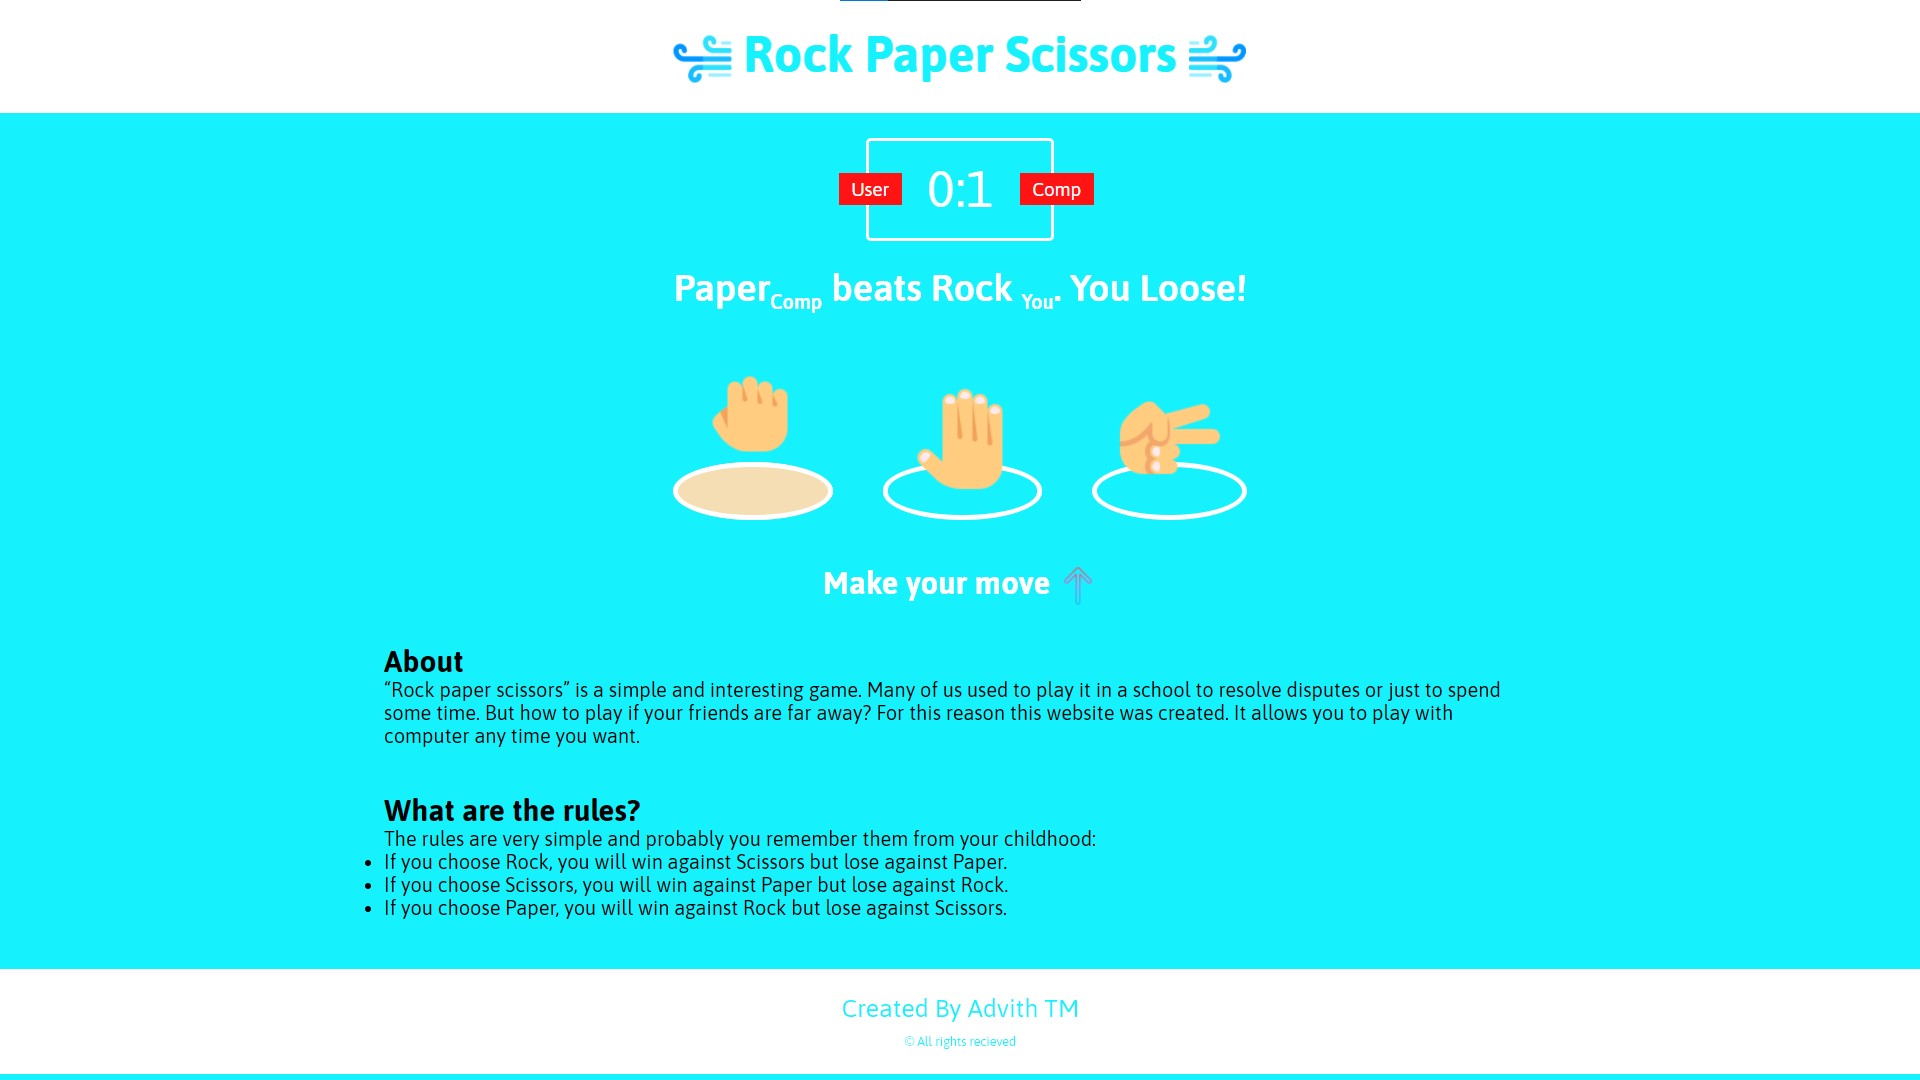 Rock Paper Scissors
User 0:1 Comp
PaperComp beats Rock You. You Loose!
Make your move
About
“Rock paper scissors” is a simple and interesting game. Many of us used to play it in a school to resolve disputes or just to spend
some time. But how to play if your friends are far away? For this reason this website was created. It allows you to play with
computer any time you want.
What are the rules?
The rules are very simple and probably you remember them from your childhood:
• If you choose Rock, you will win against Scissors but lose against Paper.
• If you choose Scissors, you will win against Paper but lose against Rock.
• If you choose Paper, you will win against Rock but lose against Scissors.
Created By Advith TM
© All rights recieved